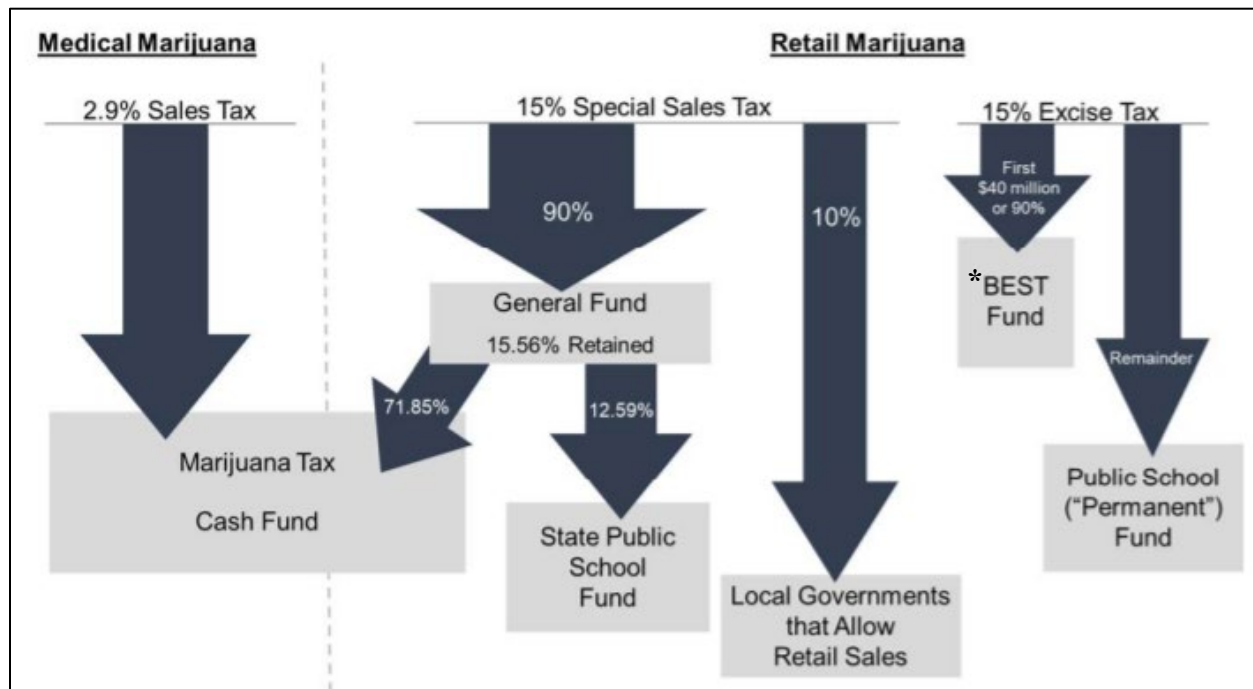 Medical Marijuana
Retail Marijuana
2.9% Sales Tax
15% Special Sales Tax
15% Excise Tax
First
$40 million
or 90%
90%
10%
*BEST
Fund
General Fund
15.56% Retained
Remainder
71.85%
12.59%
Marijuana Tax
Cash Fund
State Public
School
Fund
Public School
("Permanent")
Fund
Local Governments
that Allow
Retail Sales